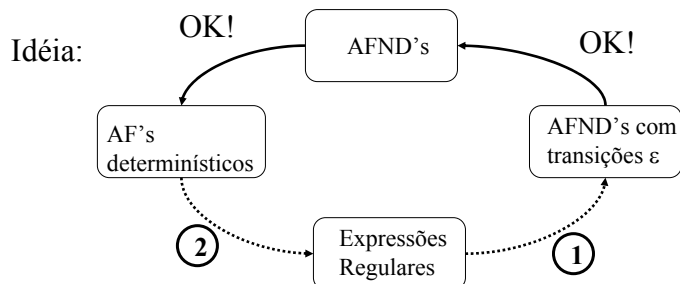 OK!
AFND’s
OK!
Idéia:
AF’s
determinísticos
AFND’s com
transições ε
2
Expressões
Regulares
1